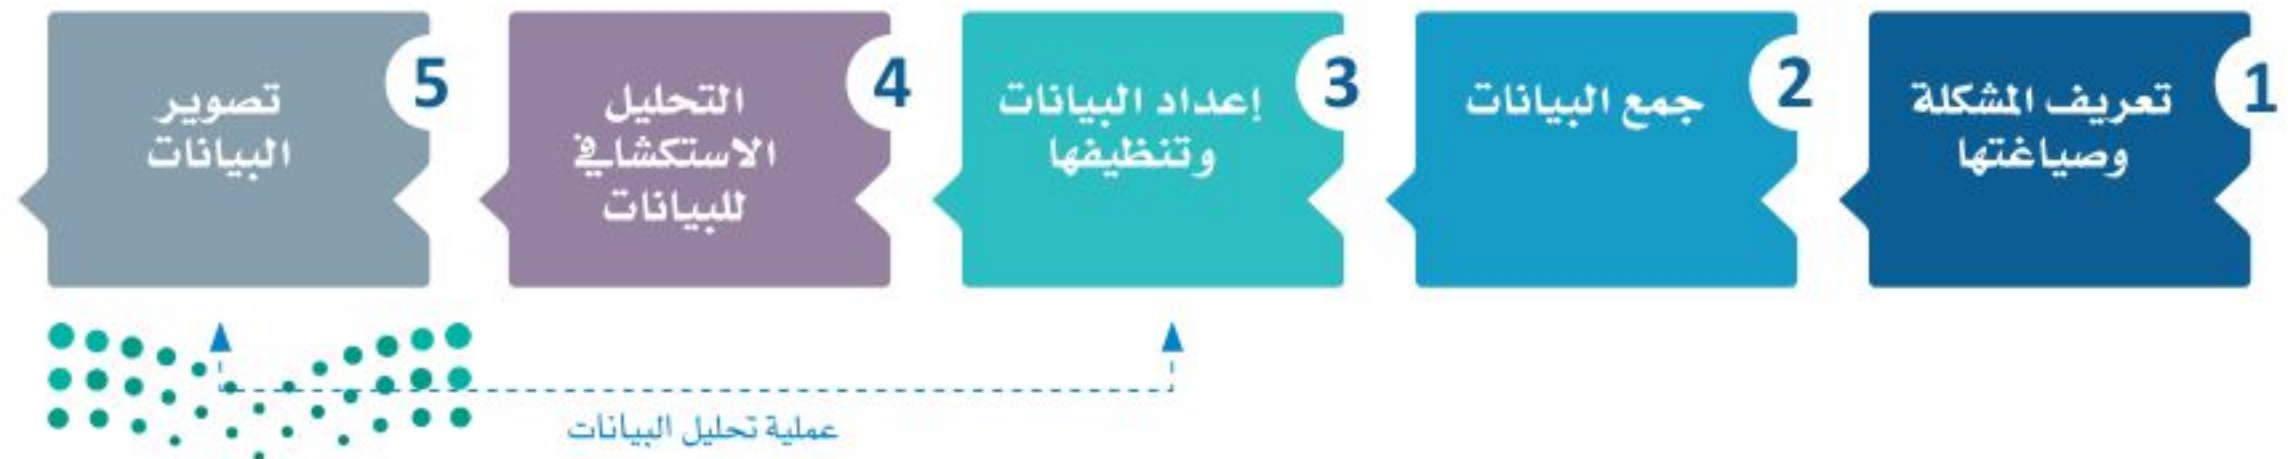 1
تعريف المشكلة
وصياغتها
2
جمع البيانات
3
إعداد البيانات
وتنظيفها
4
التحليل
الاستكشافي
للبيانات
5
تصوير
البيانات
عملية تحليل البيانات